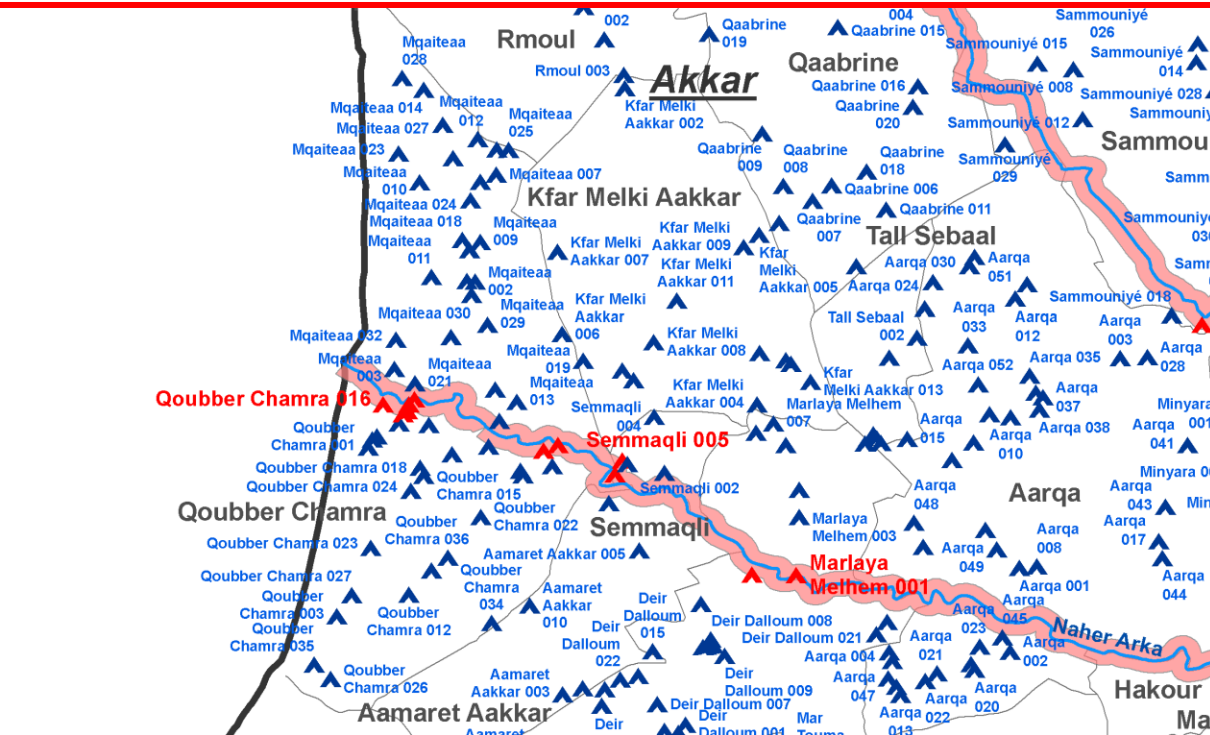 002
004
Qaabrine 015
Sammouniyé
026
Mqaiteaa
028
Rmoul
Qaabrine
019
Sammouniyé 015
Sammouniyé
014
Rmoul 003
Akkar
Qaabrine
Qaabrine 016
Sammouniyé 008
Sammouniyé 028
Mqaiteaa 014
Mqaiteaa
012
Mqaiteaa
025
Kfar Melki
Aakkar 002
Qaabrine
020
Mqaiteaa 027
Sammouniyé 012
Sammou
Mqaiteaa 023
Qaabrine
009
Qaabrine
008
Qaabrine
018
Sammouniyé
029
Mqaiteaa
010
Mqaiteaa 007
Qaabrine 006
Samm
Kfar Melki Aakkar
Mqaiteaa 024
Qaabrine 011
Mqaiteaa 018
Mqaiteaa
009
Qaabrine
007
Mqaiteaa
011
Kfar Melki
Aakkar 007
Kfar Melki
Aakkar 009
Tall Sebaal
Kfar
Melki
Aakkar 005
Kfar Melki
Aakkar 011
Aarqa 030
Aarqa
051
Mqaiteaa
002
Aarqa 024
Sammouniyé 018
Mqaiteaa 030
Mqaiteaa
029
Kfar Melki
Aakkar
006
Tall Sebaal
002
Aarqa
033
Aarqa
012
Aarqa
003
Mqaiteaa 032
Mqaiteaa
003
Mqaiteaa
021
Mqaiteaa
019
Kfar Melki
Aakkar 008
Aarqa 052
Aarqa 035
Aarqa
028
Mqaiteaa
013
Kfar Melki
Aakkar 004
Kfar
Melki Aakkar 013
Qoubber Chamra 016
Semmaqli
004
Marlaya Melhem
007
Aarqa
037
Minyara
001
Qoubber
Chamra 001
Semmaqli 005
Aarqa
015
Aarqa 038
Aarqa
010
Aarqa
041
Qoubber Chamra 018
Qoubber Chamra 024
Qoubber
Chamra 015
Semmaqli 002
Aarqa
048
Aarqa
Aarqa
043
Qoubber Chamra
Qoubber
Chamra 022
Semmaqli
Marlaya
Melhem 003
Qoubber
Chamra 036
Aarqa
008
Aarqa
017
Qoubber Chamra 023
Aamaret Aakkar 005
Aarqa
049
Marlaya
Melhem 001
Qoubber Chamra 027
Qoubber
Chamra
034
Aamaret
Aakkar
010
Aarqa 001
Aarqa
044
Qoubber
Chamra 003
Qoubber
Chamra 012
Deir
Dalloum
015
Aarqa
023
Aarqa
045
Qoubber
Chamra
035
Deir
Dalloum
022
Deir Dalloum 008
Deir Dalloum 021
Naher Arka
Aarqa
021
Aarqa
002
Aarqa 004
Qoubber
Chamra 026
Aamaret
Aakkar 003
Deir
Dalloum 009
Aarqa
047
Aarqa
020
Hakour
Deir Dalloum 007
Aarqa
022
Aamaret Aakkar
Deir
Deir
Dalloum 001
Mar
Touma
Aarqa
013
Ma
Aamaret